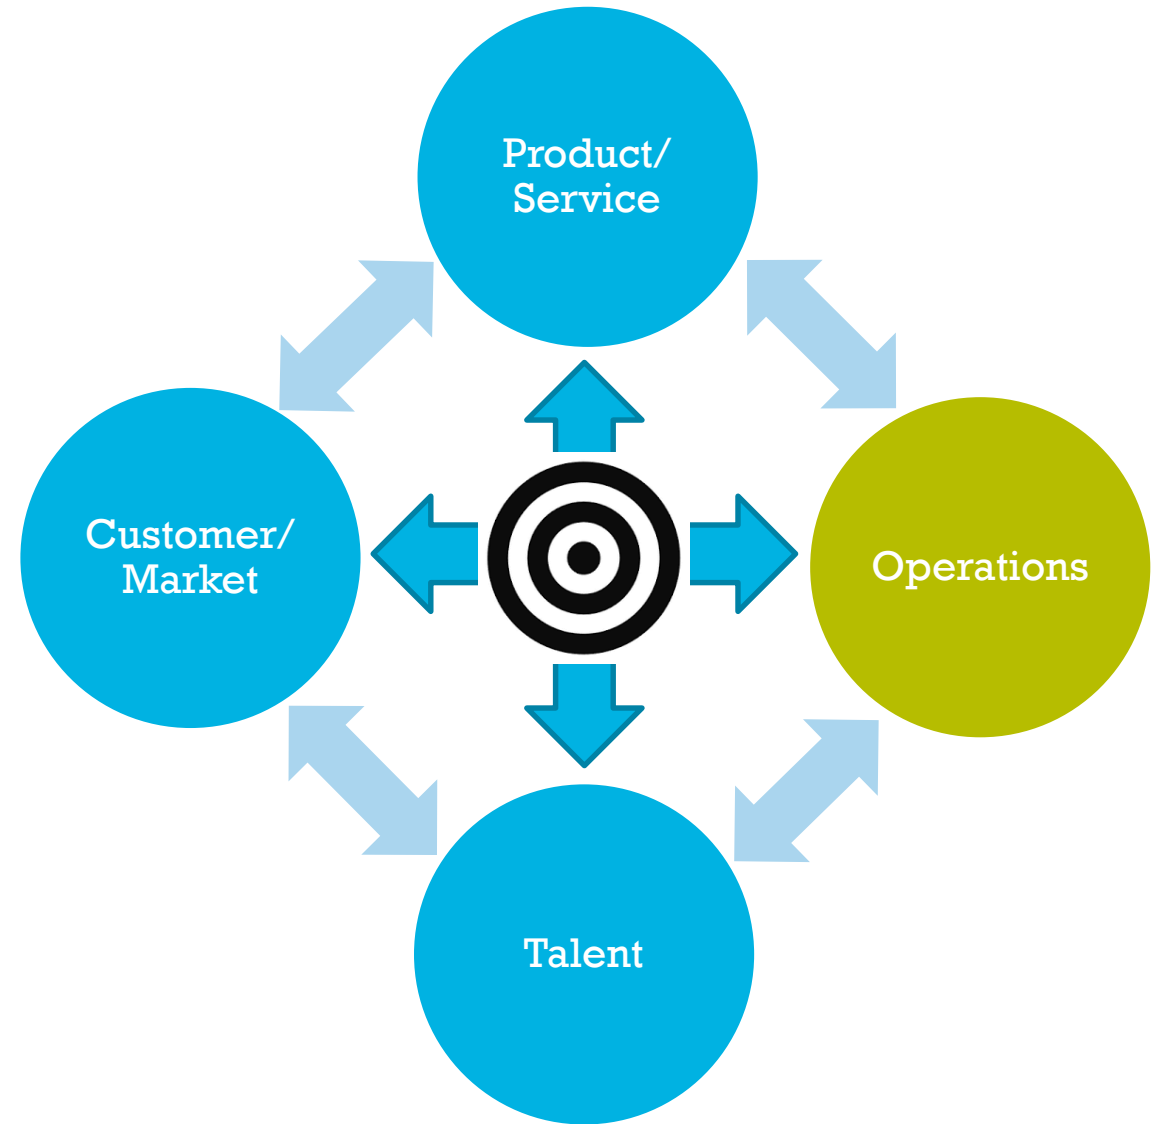 Product/
Service
Customer/
Market
Operations
Talent